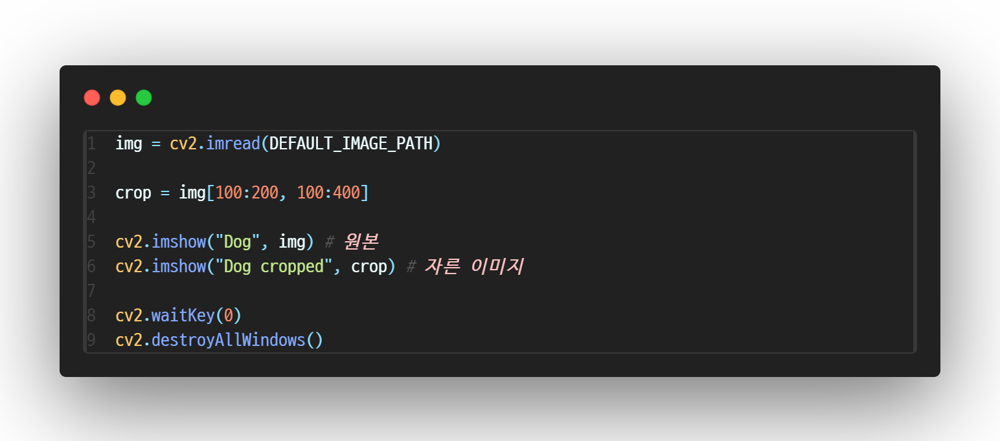 1 img = cv2.imread(DEFAULT_IMAGE_PATH)
2
3 crop = img[100:200, 100:400]
4
5 cv2.imshow("Dog", img) # 원본
6 cv2.imshow("Dog cropped", crop) # 자른 이미지
7
8 cv2.waitKey(0)
9 cv2.destroyAllWindows()